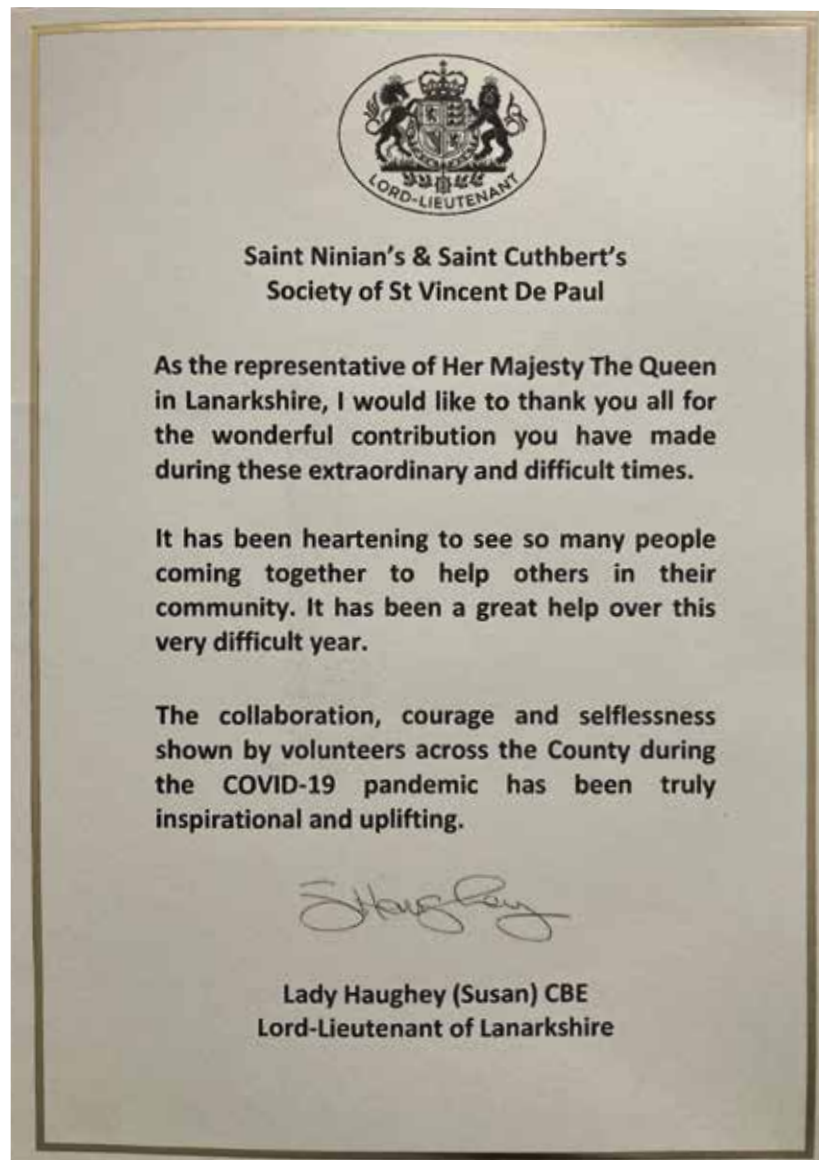 LORD-LIEUTENANT
Saint Ninian's & Saint Cuthbert's
Society of St Vincent De Paul
As the representative of Her Majesty The Queen
in Lanarkshire, I would like to thank you all for
the wonderful contribution you have made
during these extraordinary and difficult times.
It has been heartening to see so many people
coming together to help others in their
community. It has been a great help over this
very difficult year.
The collaboration, courage and selflessness
shown by volunteers across the County during
the COVID-19 pandemic has been truly
inspirational and uplifting.
SHaughey
Lady Haughey (Susan) CBE
Lord-Lieutenant of Lanarkshire